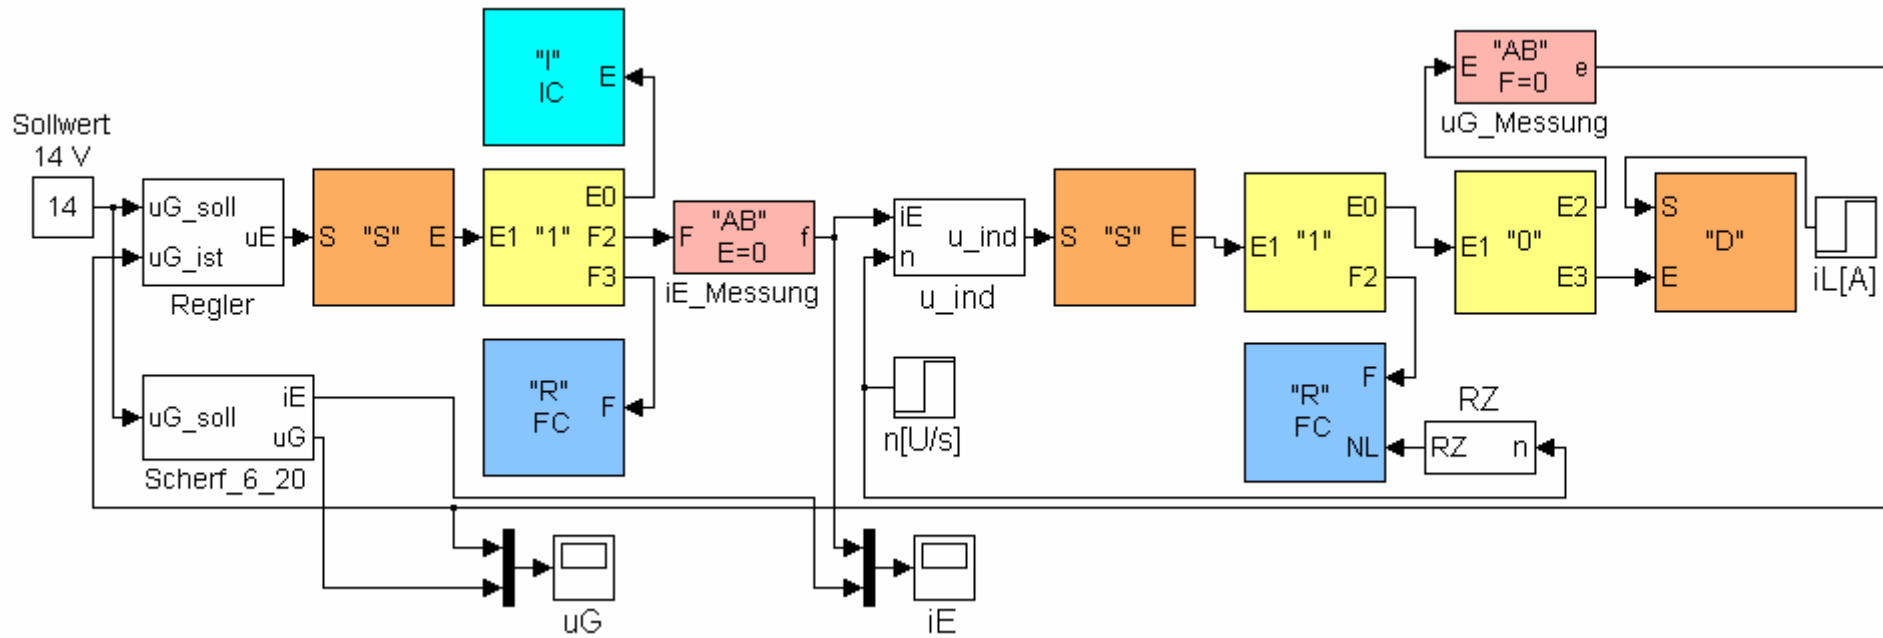 Sollwert
14 V
14
uG_soll
uE
uG_ist
Regler
uG_soll
iE
uG
Scherf_6_20
S "S" E
"I"
IC
E
E0
E1 "1" F2
F3
"R"
FC
F
"AB"
F f
E=0
iE_Messung
iE
u_ind
n
u_ind
n[U/s]
S "S" E
E0
E1 "1"
F2
"R"
FC
F
NL
RZ
RZ n
"AB"
E e
F=0
uG_Messung
E2
E1 "0"
E3
S
"D"
E
iL[A]
uG
iE